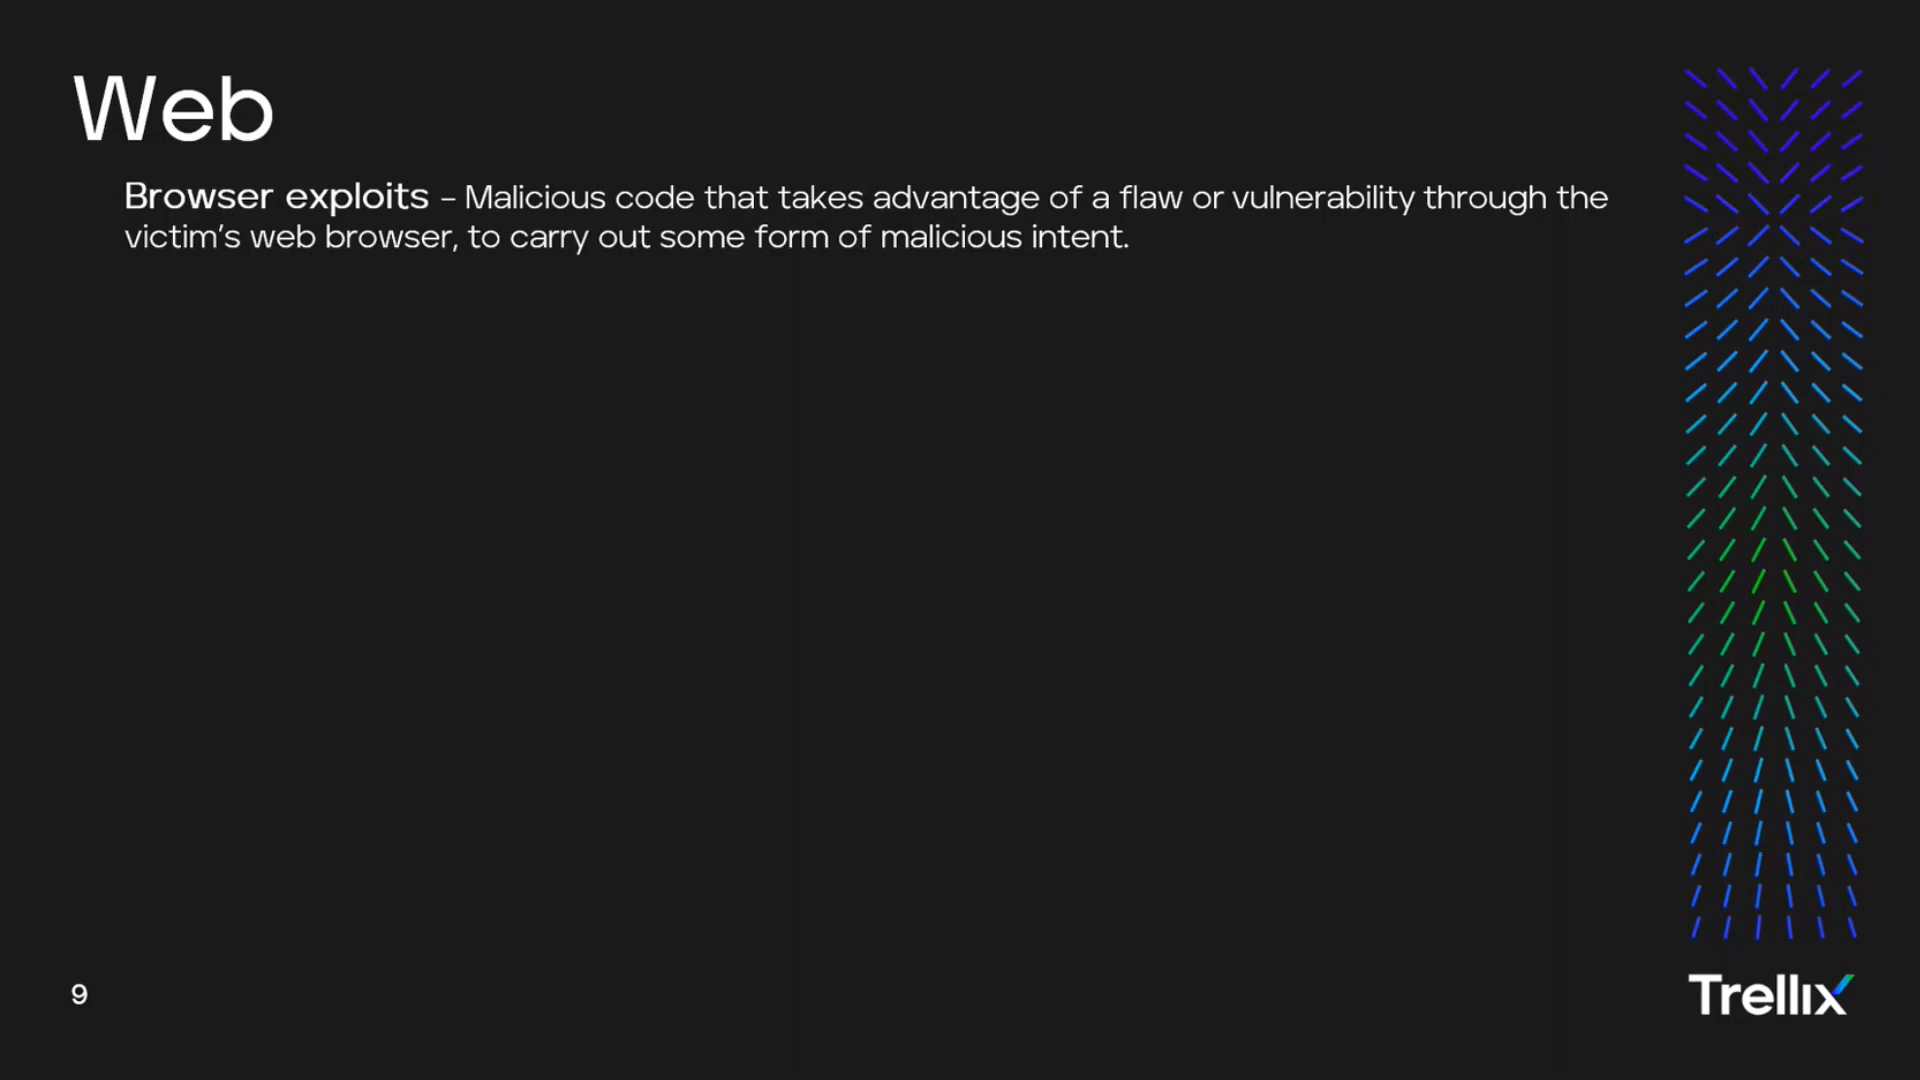 Web
Browser exploits – Malicious code that takes advantage of a flaw or vulnerability through the
victim’s web browser, to carry out some form of malicious intent.
9
Trellix